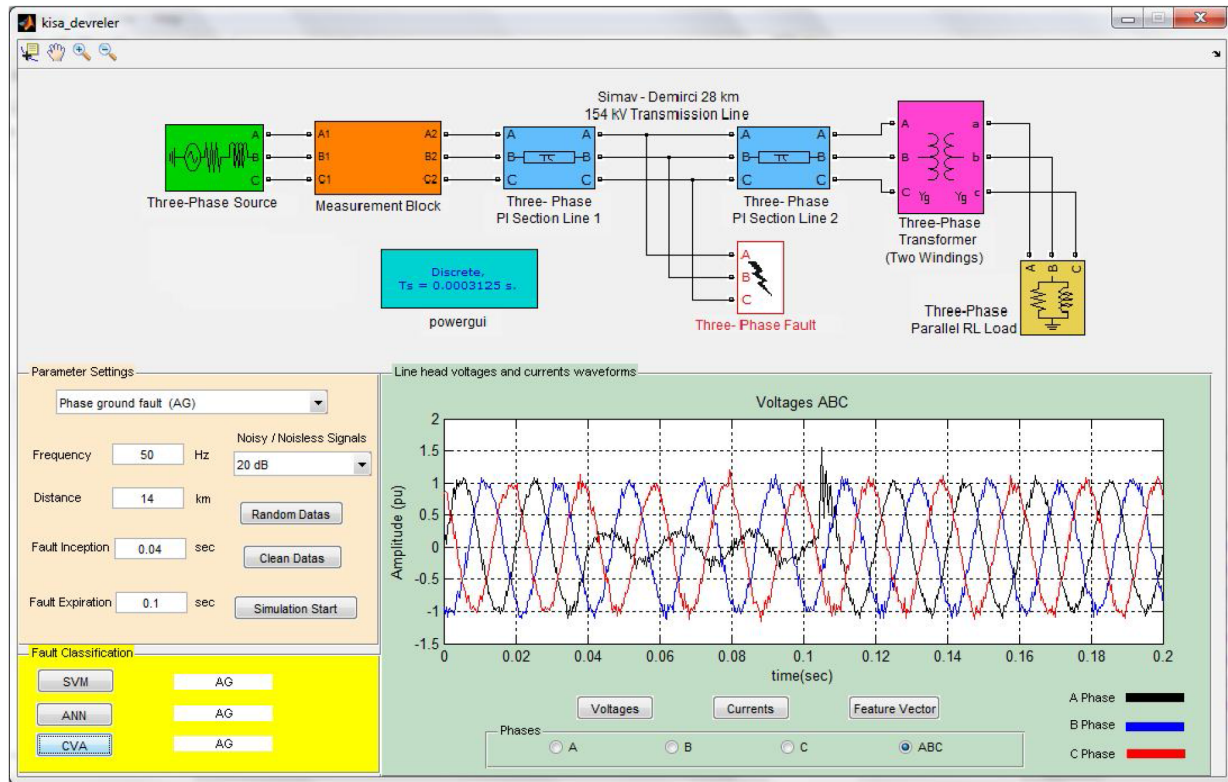 kisa_devreler
Simav - Demirci 28 km
154 kV Transmission Line
A
B
C
A1 A2
B1 B2
C1 C2
A A
B B
C C
A A
B B
C C
A a
B b
C Yg Yg c
Three-Phase Source
Measurement Block
Three- Phase
PI Section Line 1
Three- Phase
PI Section Line 2
Three-Phase
Transformer
(Two Windings)
Discrete,
Ts = 0.0003125 s.
powergui
A
B
C
Three- Phase Fault
A B C
Three-Phase
Parallel RL Load
Parameter Settings
Phase ground fault (AG)
Noisy / Noisless Signals
Frequency 50 Hz
20 dB
Distance 14 km
Random Datas
Fault Inception 0.04 sec
Clean Datas
Fault Expiration 0.1 sec
Simulation Start
Fault Classification
SVM AG
ANN AG
CVA AG
Line head voltages and currents waveforms
Voltages ABC
Amplitude (pu)
2
1.5
1
0.5
0
-0.5
-1
-1.5
0 0.02 0.04 0.06 0.08 0.1 0.12 0.14 0.16 0.18 0.2
time(sec)
Voltages Currents Feature Vector
Phases
A B C ABC
A Phase
B Phase
C Phase